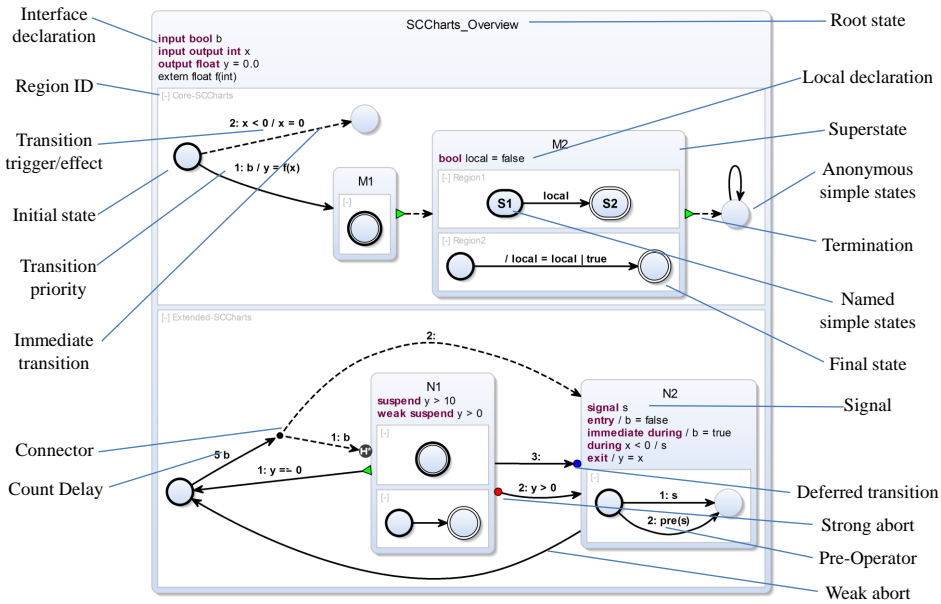 Interface
declaration
SCCharts_Overview
Root state
input bool b
input output int x
output float y = 0.0
extern float f(int)
Region ID
[-] Core-SCCharts
Local declaration
2: x < 0 / x = 0
Transition
trigger/effect
1: b / y = f(x)
M2
bool local = false
Superstate
M1
[-]
[-] Region1
S1
local
S2
Anonymous
simple states
Initial state
[-] Region2
/ local = local | true
Termination
Transition
priority
Named
simple states
Immediate
transition
Final state
[-] Extended-SCCharts
2:
N1
suspend y > 10
weak suspend y > 0
N2
signal s
entry / b = false
immediate during / b = true
during x < 0 / s
exit / y = x
Signal
Connector
1: b
H
[-]
5 b
Count Delay
1: y == 0
3:
2: y > 0
[-]
[-]
1: s
2: pre(s)
Deferred transition
Strong abort
Pre-Operator
Weak abort